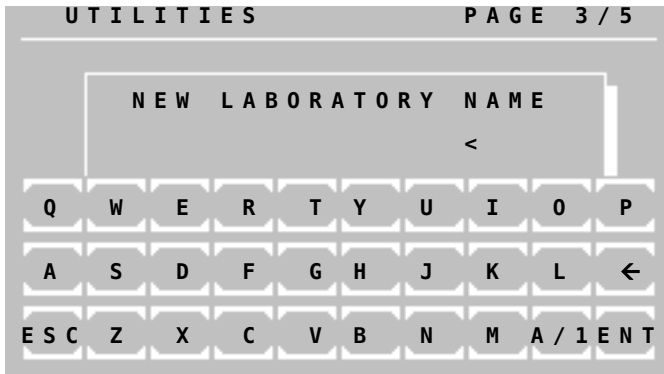 UTILITIES PAGE 3/5
NEW LABORATORY NAME
<
Q W E R T Y U I O P
A S D F G H J K L ←
ESC Z X C V B N M A/1 ENT